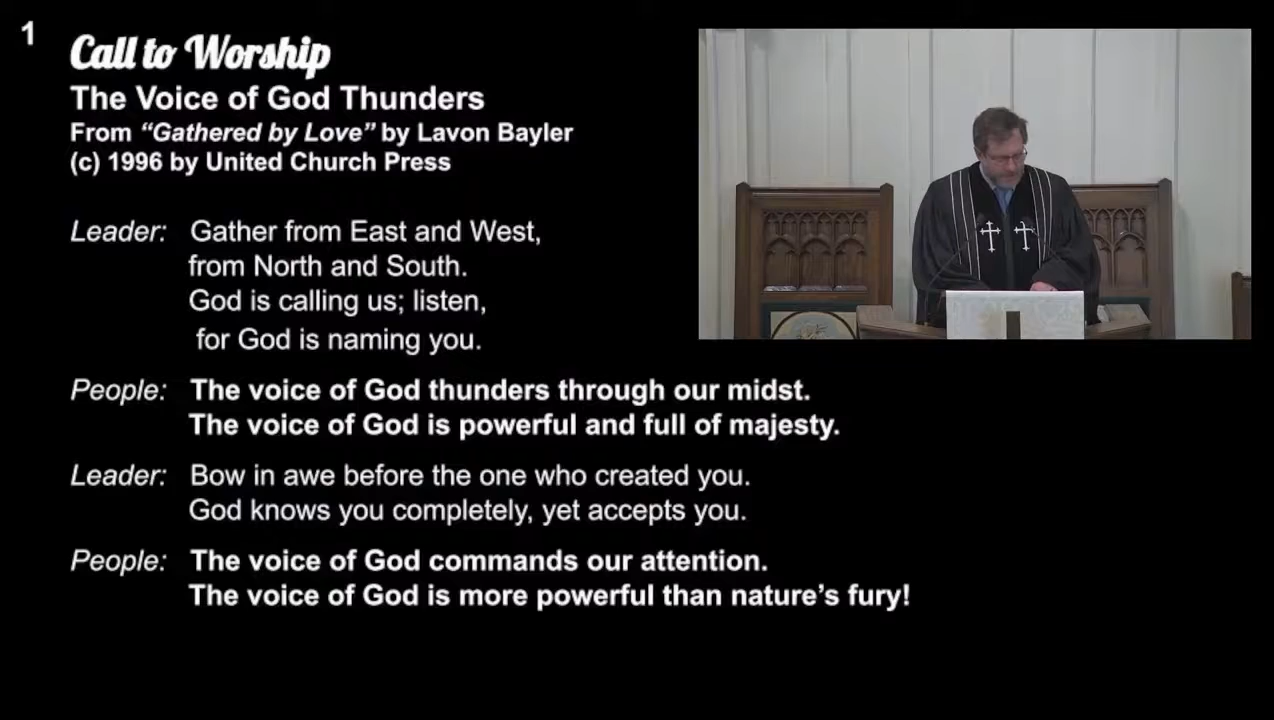 1
Call to Worship
The Voice of God Thunders
From “Gathered by Love” by Lavon Bayler
(c) 1996 by United Church Press
Leader: Gather from East and West,
from North and South.
God is calling us; listen,
for God is naming you.
People: The voice of God thunders through our midst.
The voice of God is powerful and full of majesty.
Leader: Bow in awe before the one who created you.
God knows you completely, yet accepts you.
People: The voice of God commands our attention.
The voice of God is more powerful than nature’s fury!